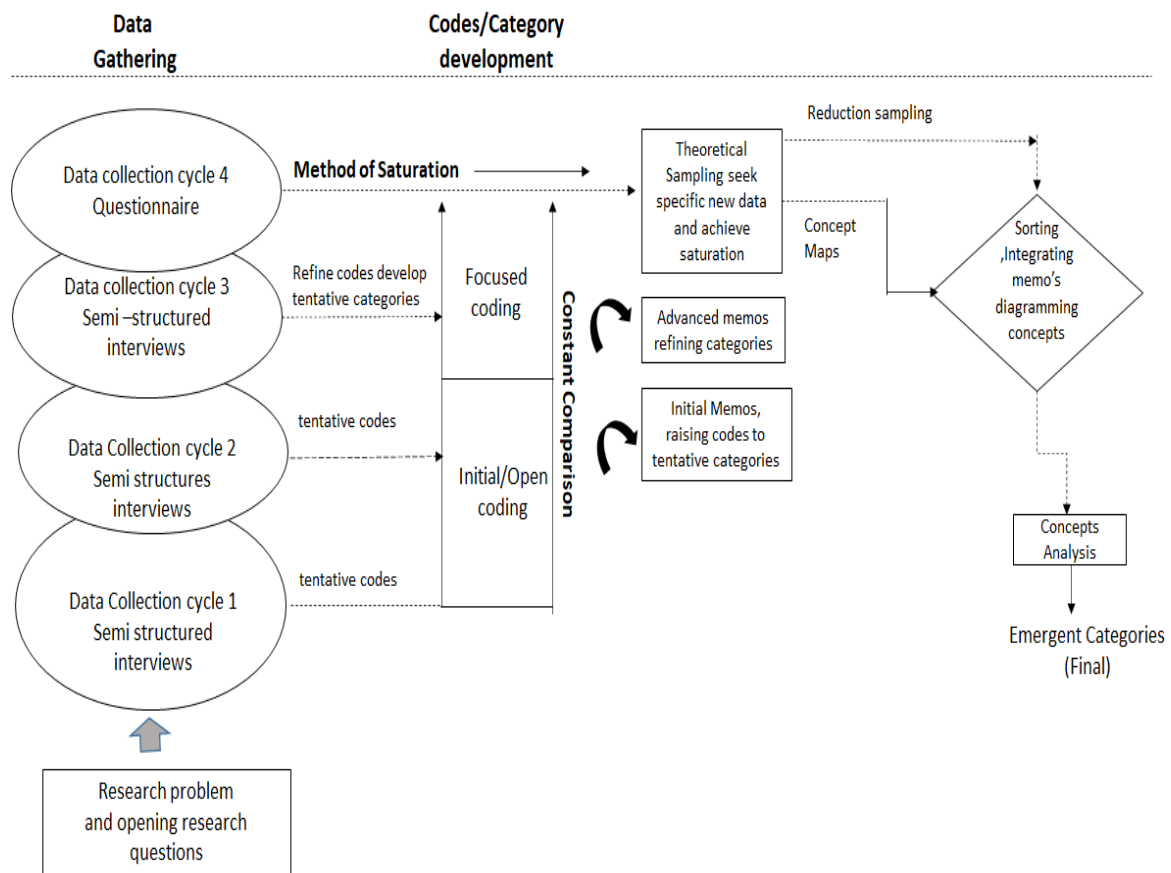 Data
Gathering
Codes/Category
development
Data collection cycle 4
Questionnaire
Method of Saturation
Theoretical
Sampling seek
specific new data
and achieve
saturation
Reduction sampling
Concept
Maps
Sorting
,Integrating
memo's
diagramming
concepts
Data collection cycle 3
Semi –structured
interviews
Refine codes develop
tentative categories
Focused
coding
Constant Comparison
Advanced memos
refining categories
Data Collection cycle 2
Semi structures
interviews
tentative codes
Initial/Open
coding
Initial Memos,
raising codes to
tentative categories
Data Collection cycle 1
Semi structured
interviews
tentative codes
Concepts
Analysis
Emergent Categories
(Final)
Research problem
and opening research
questions